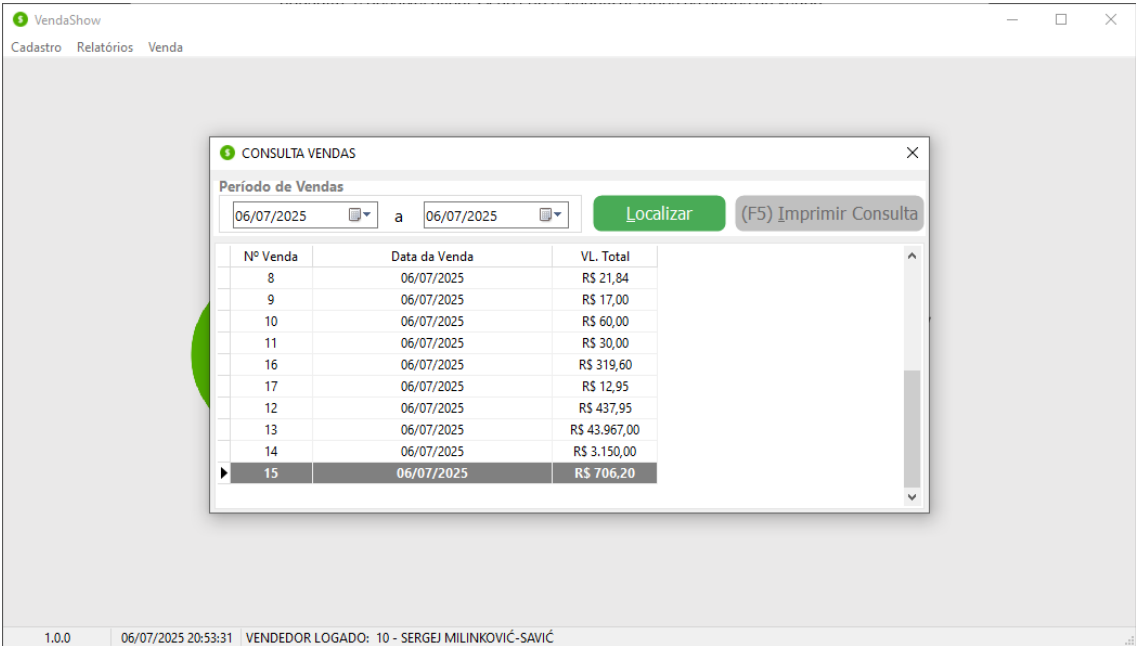 VendaShow
Cadastro Relatórios Venda
CONSULTA VENDAS
Período de Vendas
06/07/2025 a 06/07/2025 Localizar (F5) Imprimir Consulta
Nº Venda Data da Venda VL. Total
8 06/07/2025 R$ 21,84
9 06/07/2025 R$ 17,00
10 06/07/2025 R$ 60,00
11 06/07/2025 R$ 30,00
16 06/07/2025 R$ 319,60
17 06/07/2025 R$ 12,95
12 06/07/2025 R$ 437,95
13 06/07/2025 R$ 43.967,00
14 06/07/2025 R$ 3.150,00
15 06/07/2025 R$ 706,20
1.0.0 06/07/2025 20:53:31 VENDEDOR LOGADO: 10 - SERGEJ MILINKOVIĆ-SAVIĆ